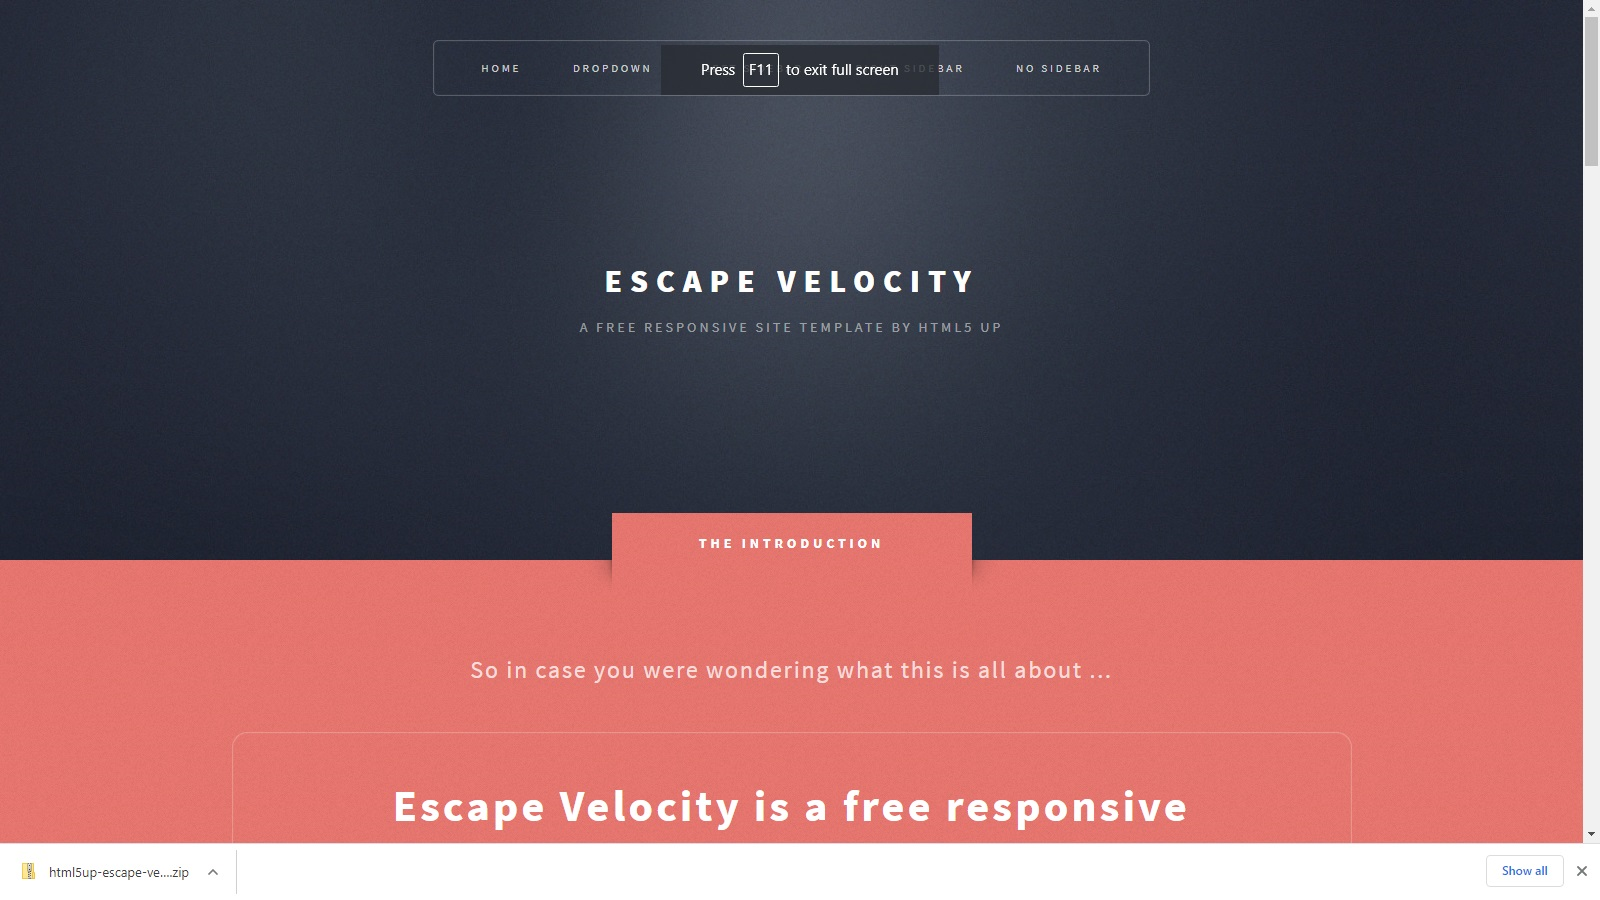 HOME DROPDOWN Press F11 to exit full screen SIDEBAR NO SIDEBAR
ESCAPE VELOCITY
A FREE RESPONSIVE SITE TEMPLATE BY HTML5 UP
THE INTRODUCTION
So in case you were wondering what this is all about ...
Escape Velocity is a free responsive
html5up-escape-ve....zip Show all